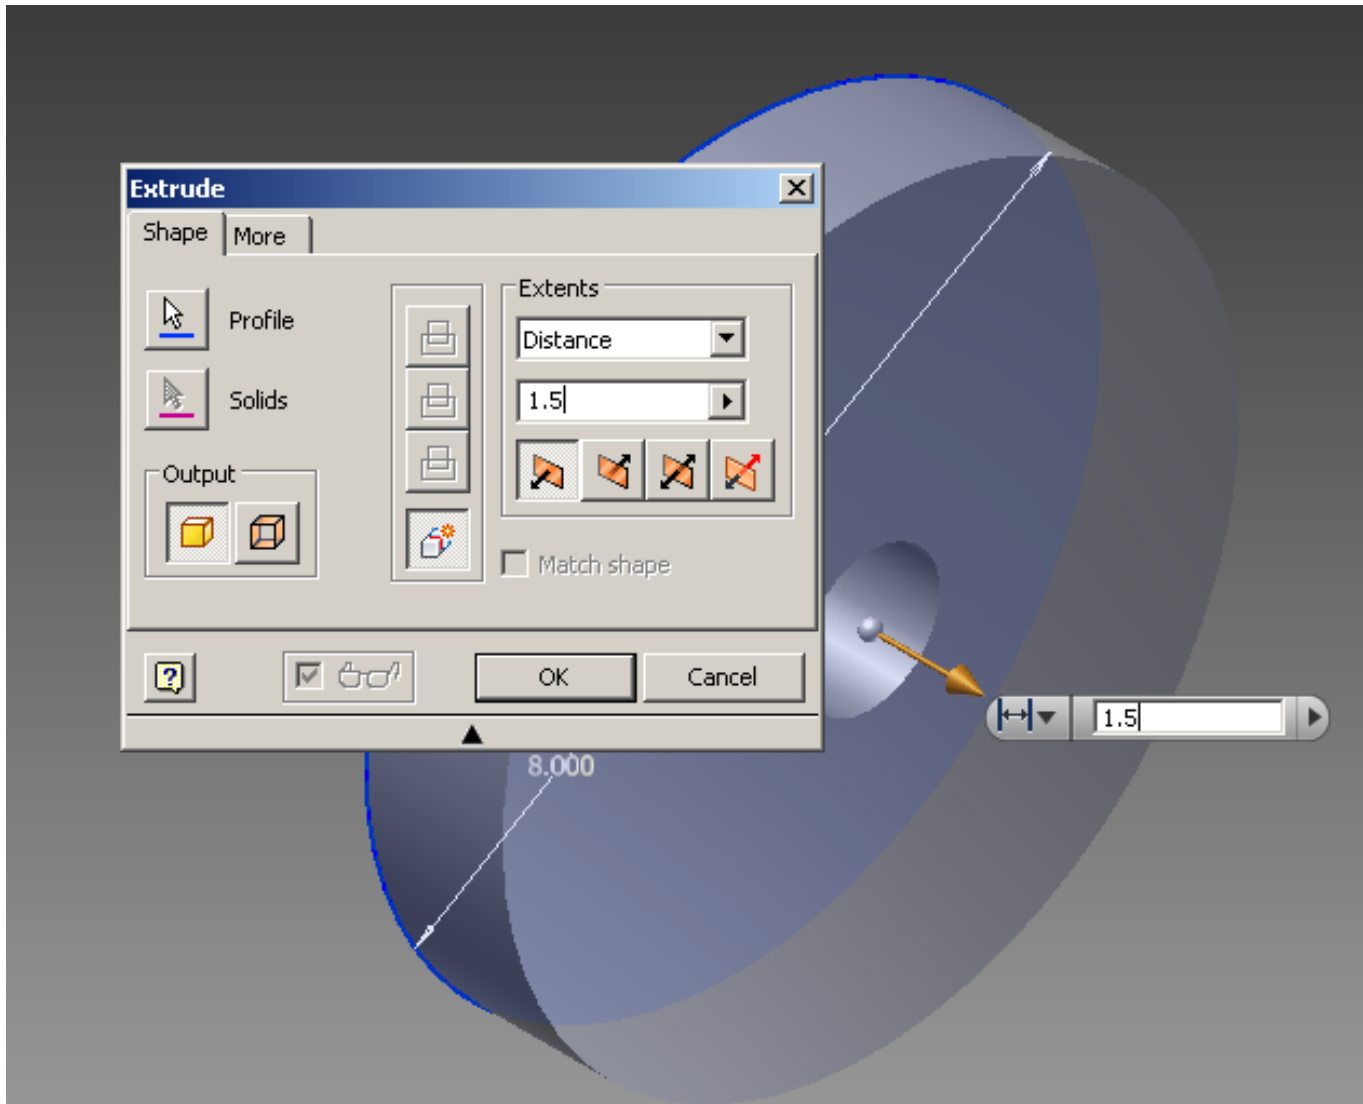 Extrude
Shape More
Profile
Solids
Output
Extents
Distance
1.5
Match shape
OK Cancel
1.5
8.000